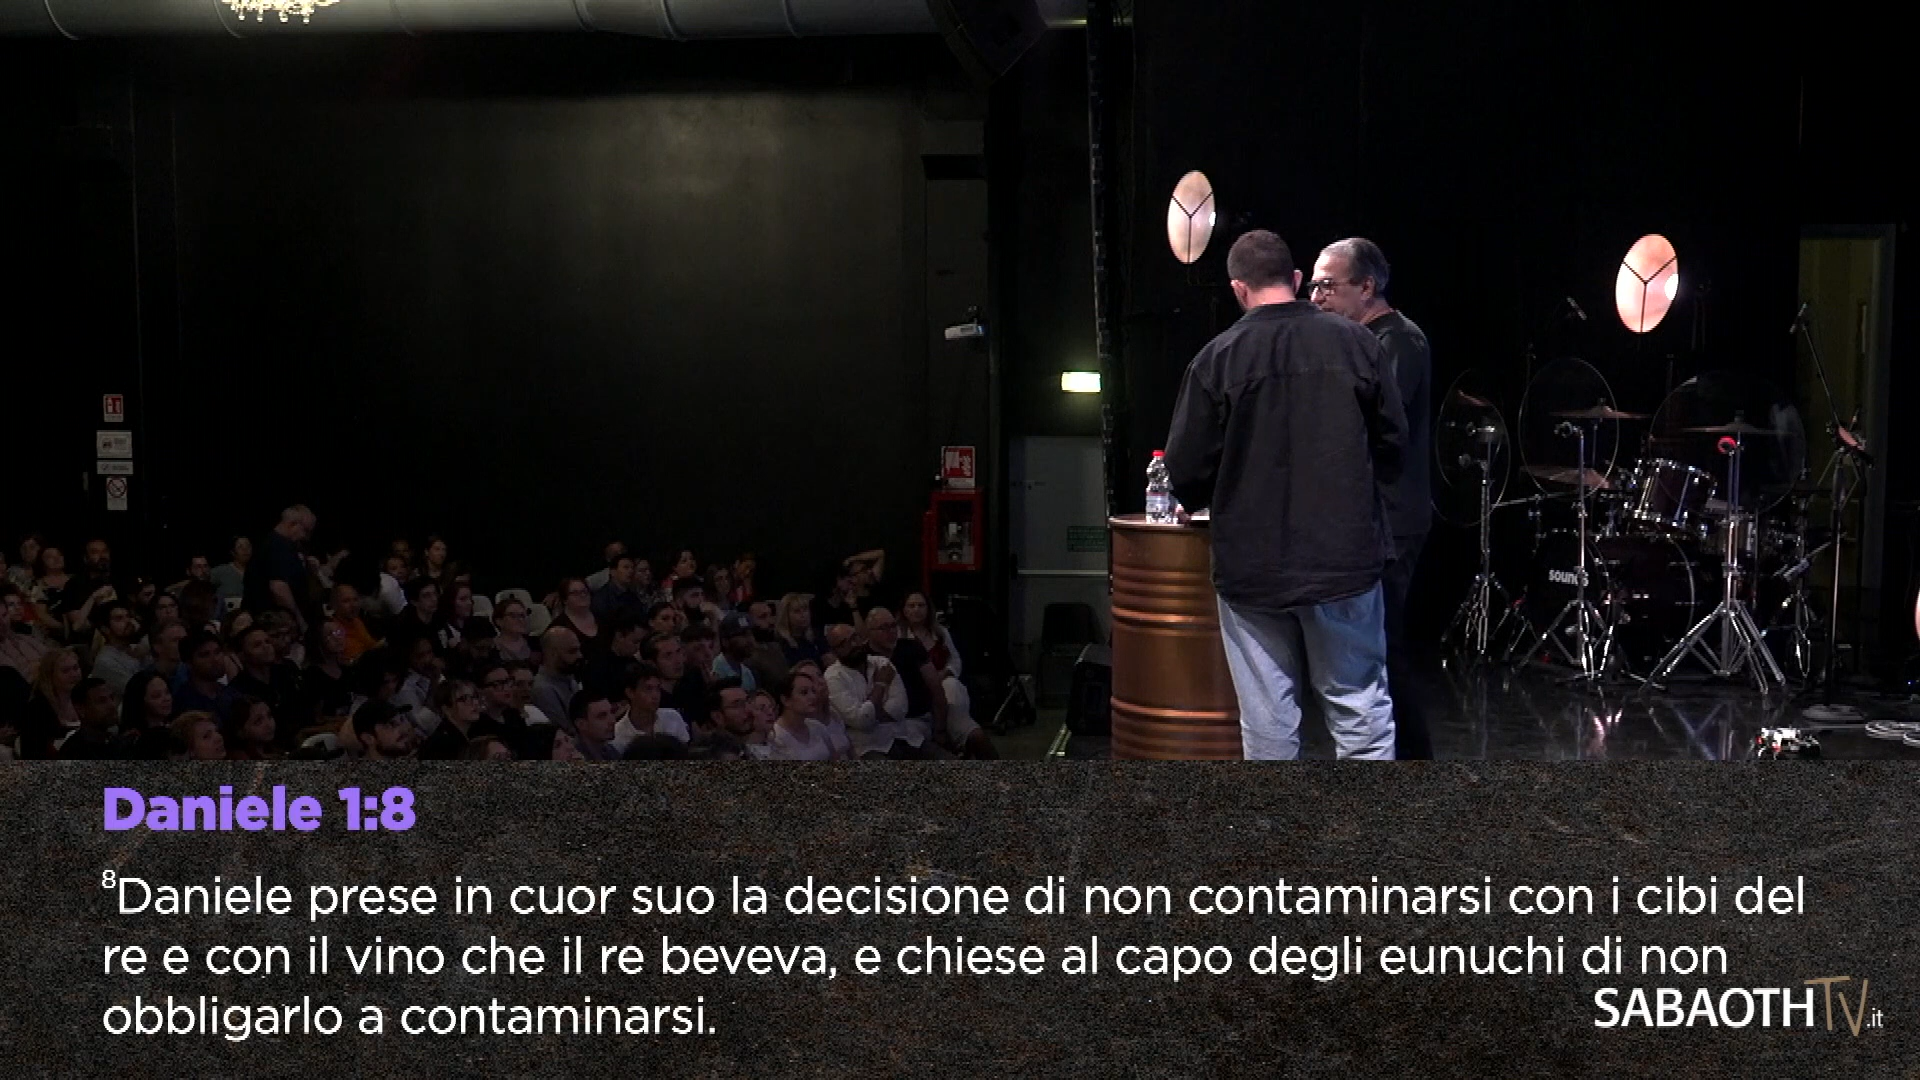 sounds
Daniele 1:8
8Daniele prese in cuor suo la decisione di non contaminarsi con i cibi del
re e con il vino che il re beveva, e chiese al capo degli eunuchi di non
obbligarlo a contaminarsi.
SABAOTHTV.it